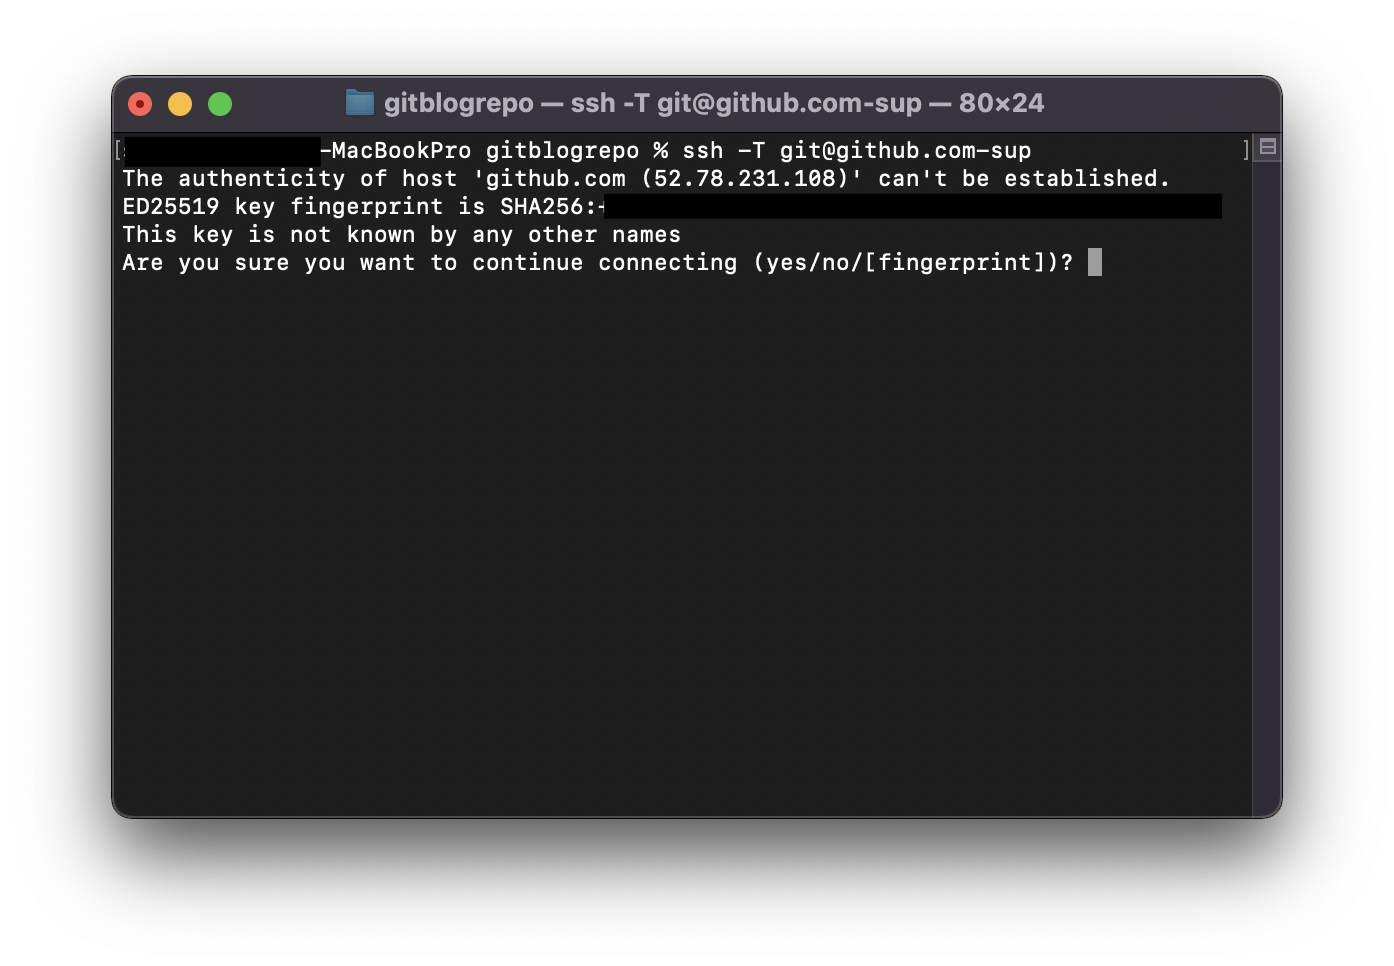 gitblogrepo — ssh -T git@github.com-sup — 80×24
-MacBookPro gitblogrepo % ssh -T git@github.com-sup
The authenticity of host 'github.com (52.78.231.108)' can't be established.
ED25519 key fingerprint is SHA256:
This key is not known by any other names
Are you sure you want to continue connecting (yes/no/[fingerprint])?